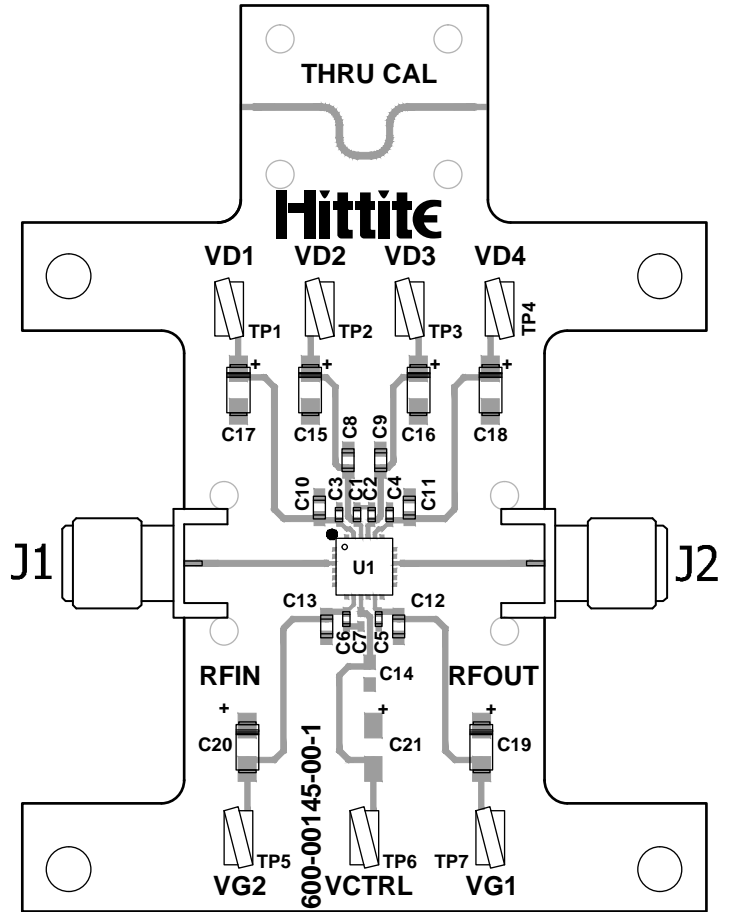 THRU CAL
Hittite
VD1 VD2 VD3 VD4
TP1 TP2 TP3 TP4
+ + + +
C17 C15 C8 C9 C16 C18
C10 C3 C1 C2 C4 C11
J1 U1 J2
C13 C6 C7 C5 C12
RFIN C14 RFOUT
+ + +
C20 C21 C19
600-00145-00-1
TP5 TP6 TP7
VG2 VCTRL VG1